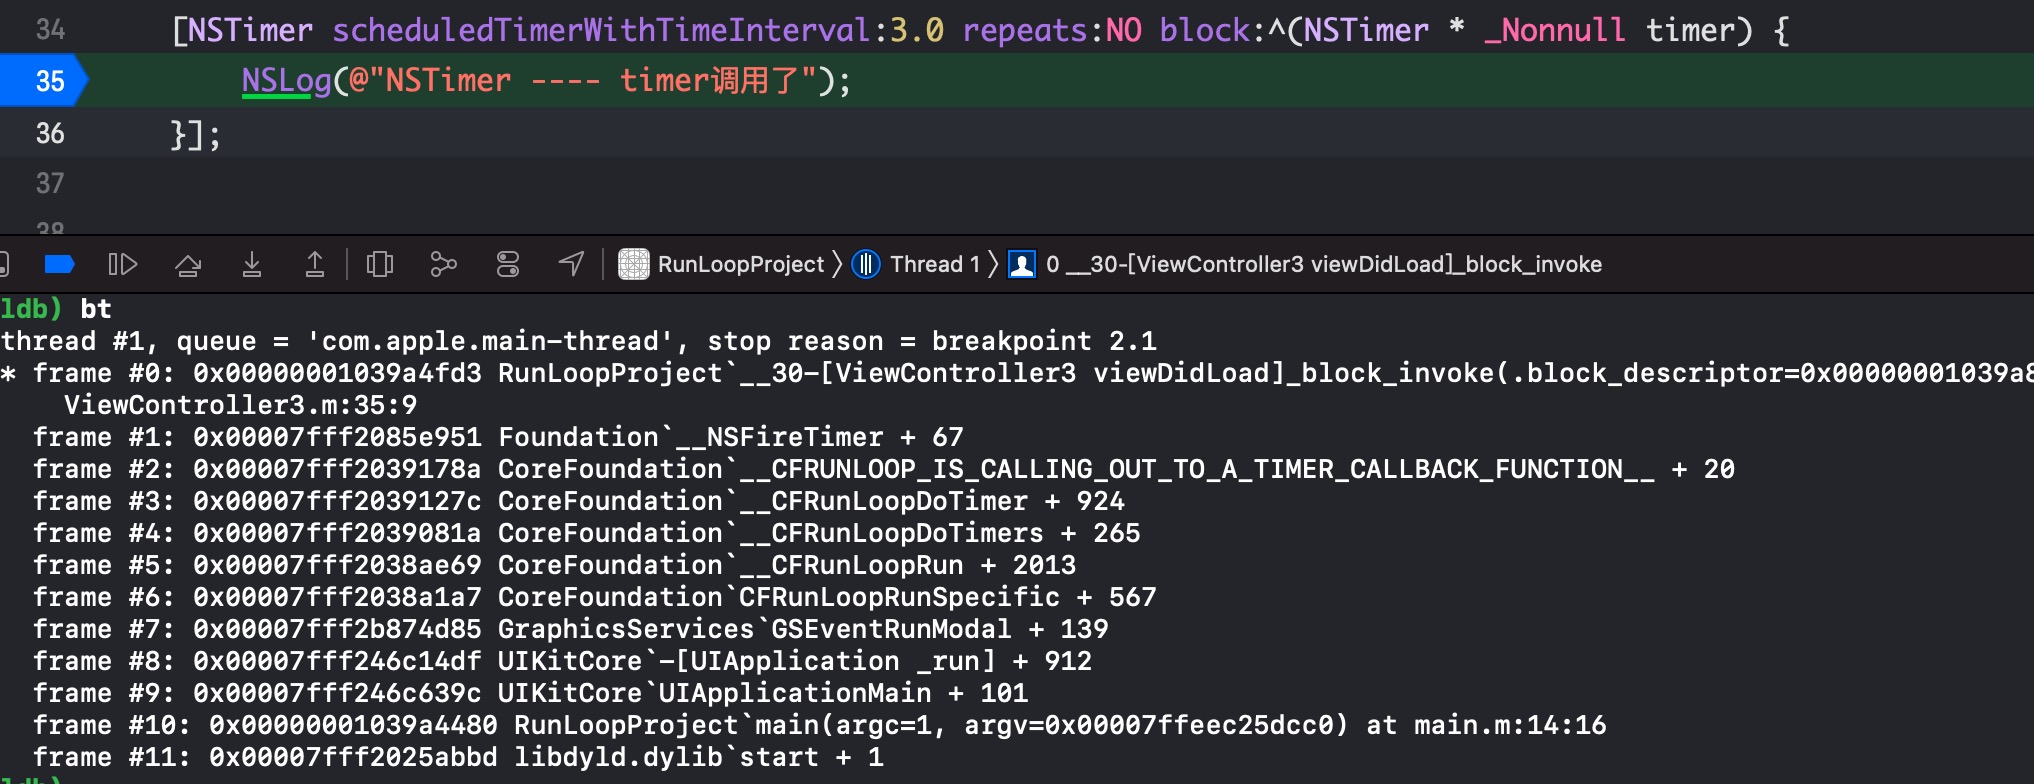 34 [NSTimer scheduledTimerWithTimeInterval:3.0 repeats:NO block:^(NSTimer * _Nonnull timer) {
35 NSLog(@"NSTimer ---- timer调用了");
36 }];
37
38
RunLoopProject 〉 Thread 1 〉 0 __30-[ViewController3 viewDidLoad]_block_invoke
ldb) bt
thread #1, queue = 'com.apple.main-thread', stop reason = breakpoint 2.1
* frame #0: 0x00000001039a4fd3 RunLoopProject`__30-[ViewController3 viewDidLoad]_block_invoke(.block_descriptor=0x00000001039a8
ViewController3.m:35:9
frame #1: 0x00007fff2085e951 Foundation`__NSFireTimer + 67
frame #2: 0x00007fff2039178a CoreFoundation`__CFRUNLOOP_IS_CALLING_OUT_TO_A_TIMER_CALLBACK_FUNCTION__ + 20
frame #3: 0x00007fff2039127c CoreFoundation`__CFRunLoopDoTimer + 924
frame #4: 0x00007fff2039081a CoreFoundation`__CFRunLoopDoTimers + 265
frame #5: 0x00007fff2038ae69 CoreFoundation`__CFRunLoopRun + 2013
frame #6: 0x00007fff2038a1a7 CoreFoundation`CFRunLoopRunSpecific + 567
frame #7: 0x00007fff2b874d85 GraphicsServices`GSEventRunModal + 139
frame #8: 0x00007fff246c14df UIKitCore`-[UIApplication _run] + 912
frame #9: 0x00007fff246c639c UIKitCore`UIApplicationMain + 101
frame #10: 0x00000001039a4480 RunLoopProject`main(argc=1, argv=0x00007ffeec25dcc0) at main.m:14:16
frame #11: 0x00007fff2025abbd libdyld.dylib`start + 1